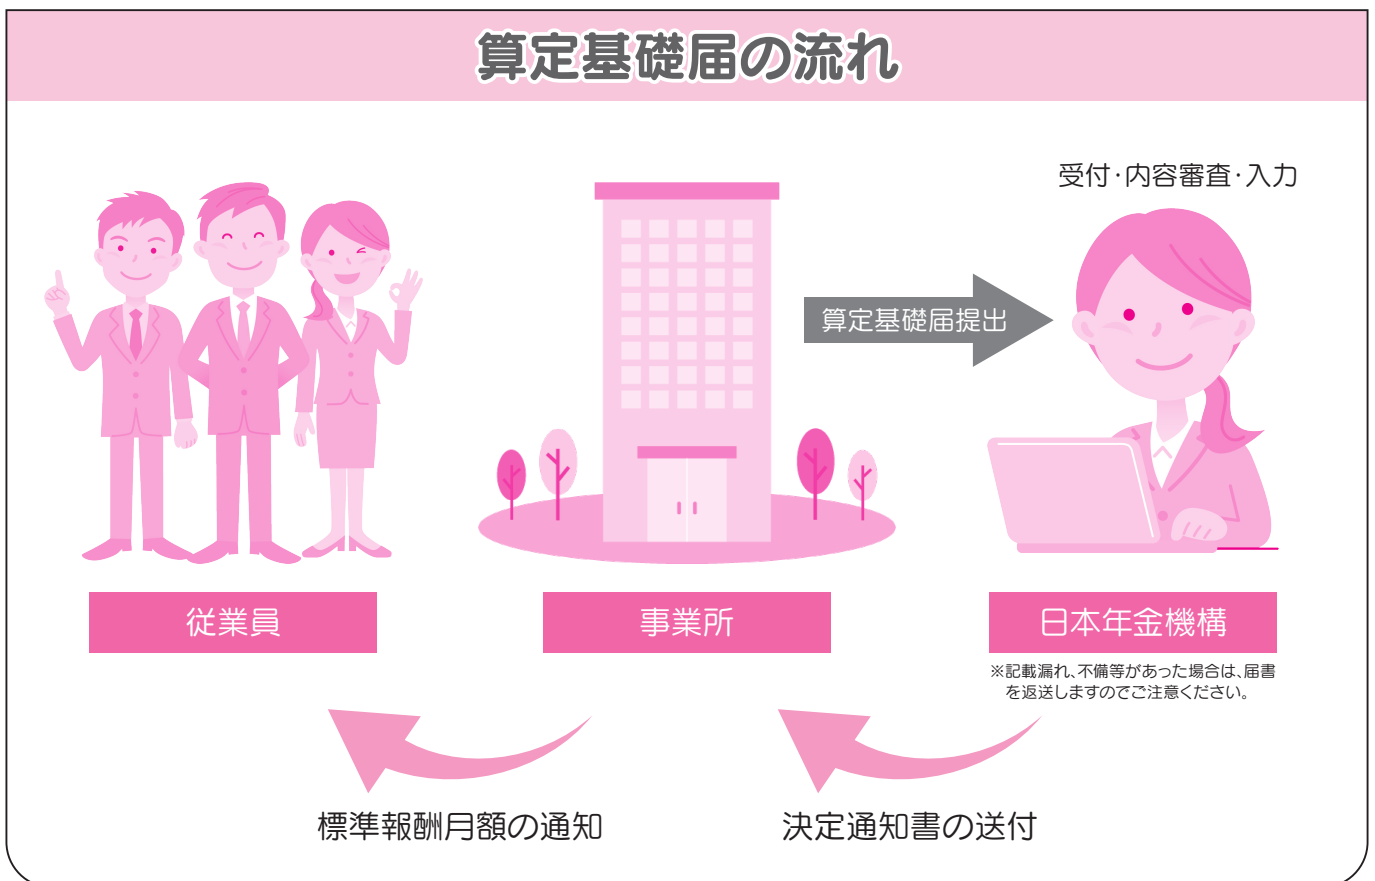 算定基礎届の流れ
受付・内容審査・入力
算定基礎届提出
従業員
事業所
日本年金機構
※記載漏れ、不備等があった場合は、届書
を返送しますのでご注意ください。
標準報酬月額の通知
決定通知書の送付